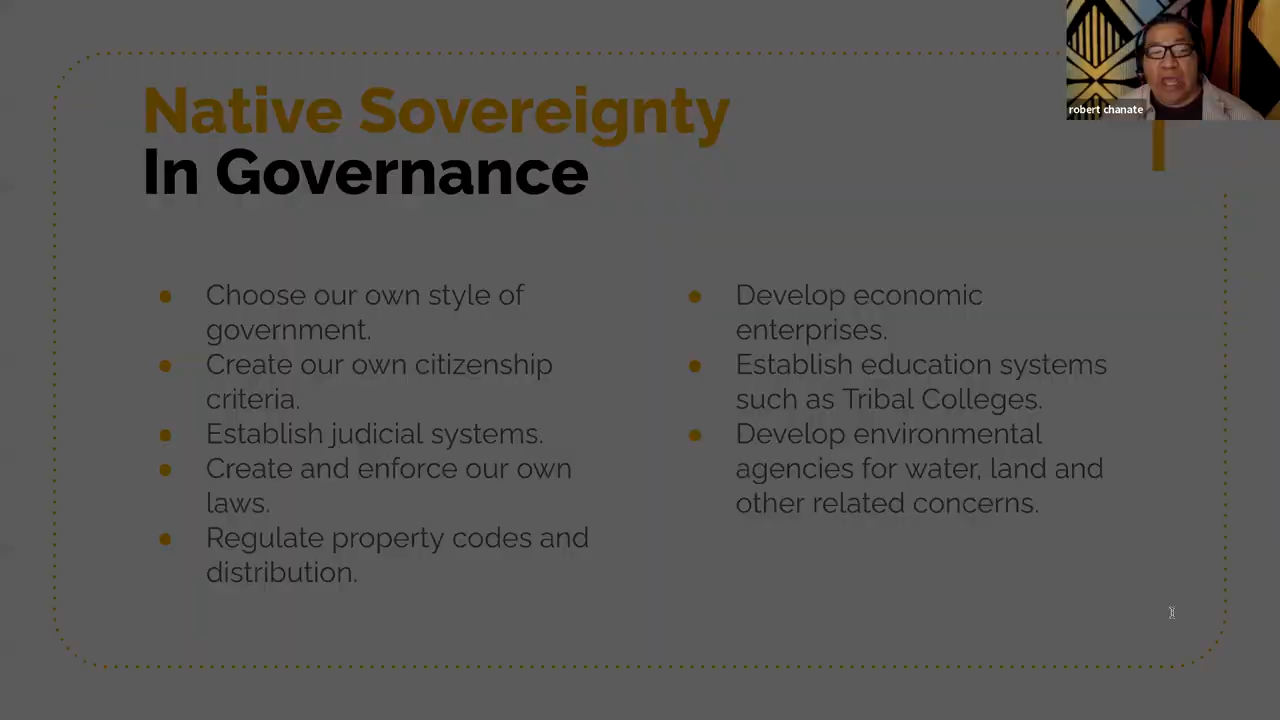 Native Sovereignty
In Governance
robert chanate
Choose our own style of
government.
Create our own citizenship
criteria.
Establish judicial systems.
Create and enforce our own
laws.
Regulate property codes and
distribution.
Develop economic
enterprises.
Establish education systems
such as Tribal Colleges.
Develop environmental
agencies for water, land and
other related concerns.